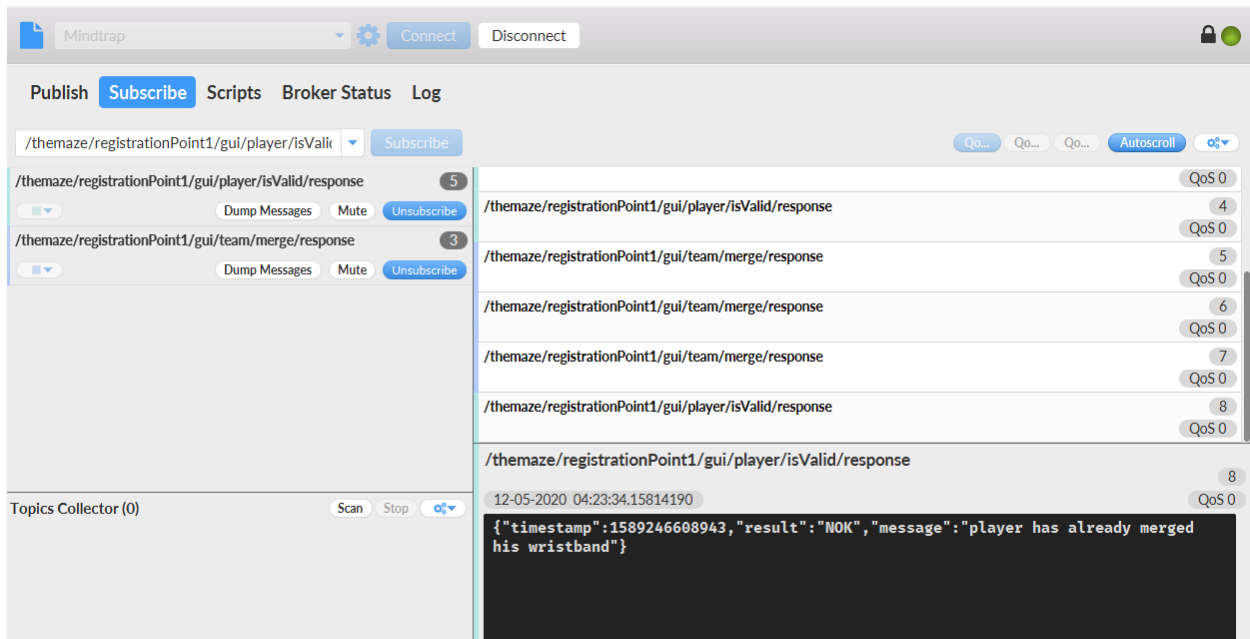 Mindtrap
Connect
Disconnect
Publish
Subscribe
Scripts
Broker Status
Log
/themaze/registrationPoint1/gui/player/isValic
Subscribe
Qo...
Qo...
Qo...
Autoscroll
/themaze/registrationPoint1/gui/player/isValid/response
5
Dump Messages
Mute
Unsubscribe
/themaze/registrationPoint1/gui/team/merge/response
3
Dump Messages
Mute
Unsubscribe
QoS 0
/themaze/registrationPoint1/gui/player/isValid/response
4
QoS 0
/themaze/registrationPoint1/gui/team/merge/response
5
QoS 0
/themaze/registrationPoint1/gui/team/merge/response
6
QoS 0
/themaze/registrationPoint1/gui/team/merge/response
7
QoS 0
/themaze/registrationPoint1/gui/player/isValid/response
8
QoS 0
Topics Collector (0)
Scan
Stop
/themaze/registrationPoint1/gui/player/isValid/response
8
12-05-2020 04:23:34.15814190
QoS 0
{"timestamp":1589246608943,"result":"NOK","message":"player has already merged
his wristband"}